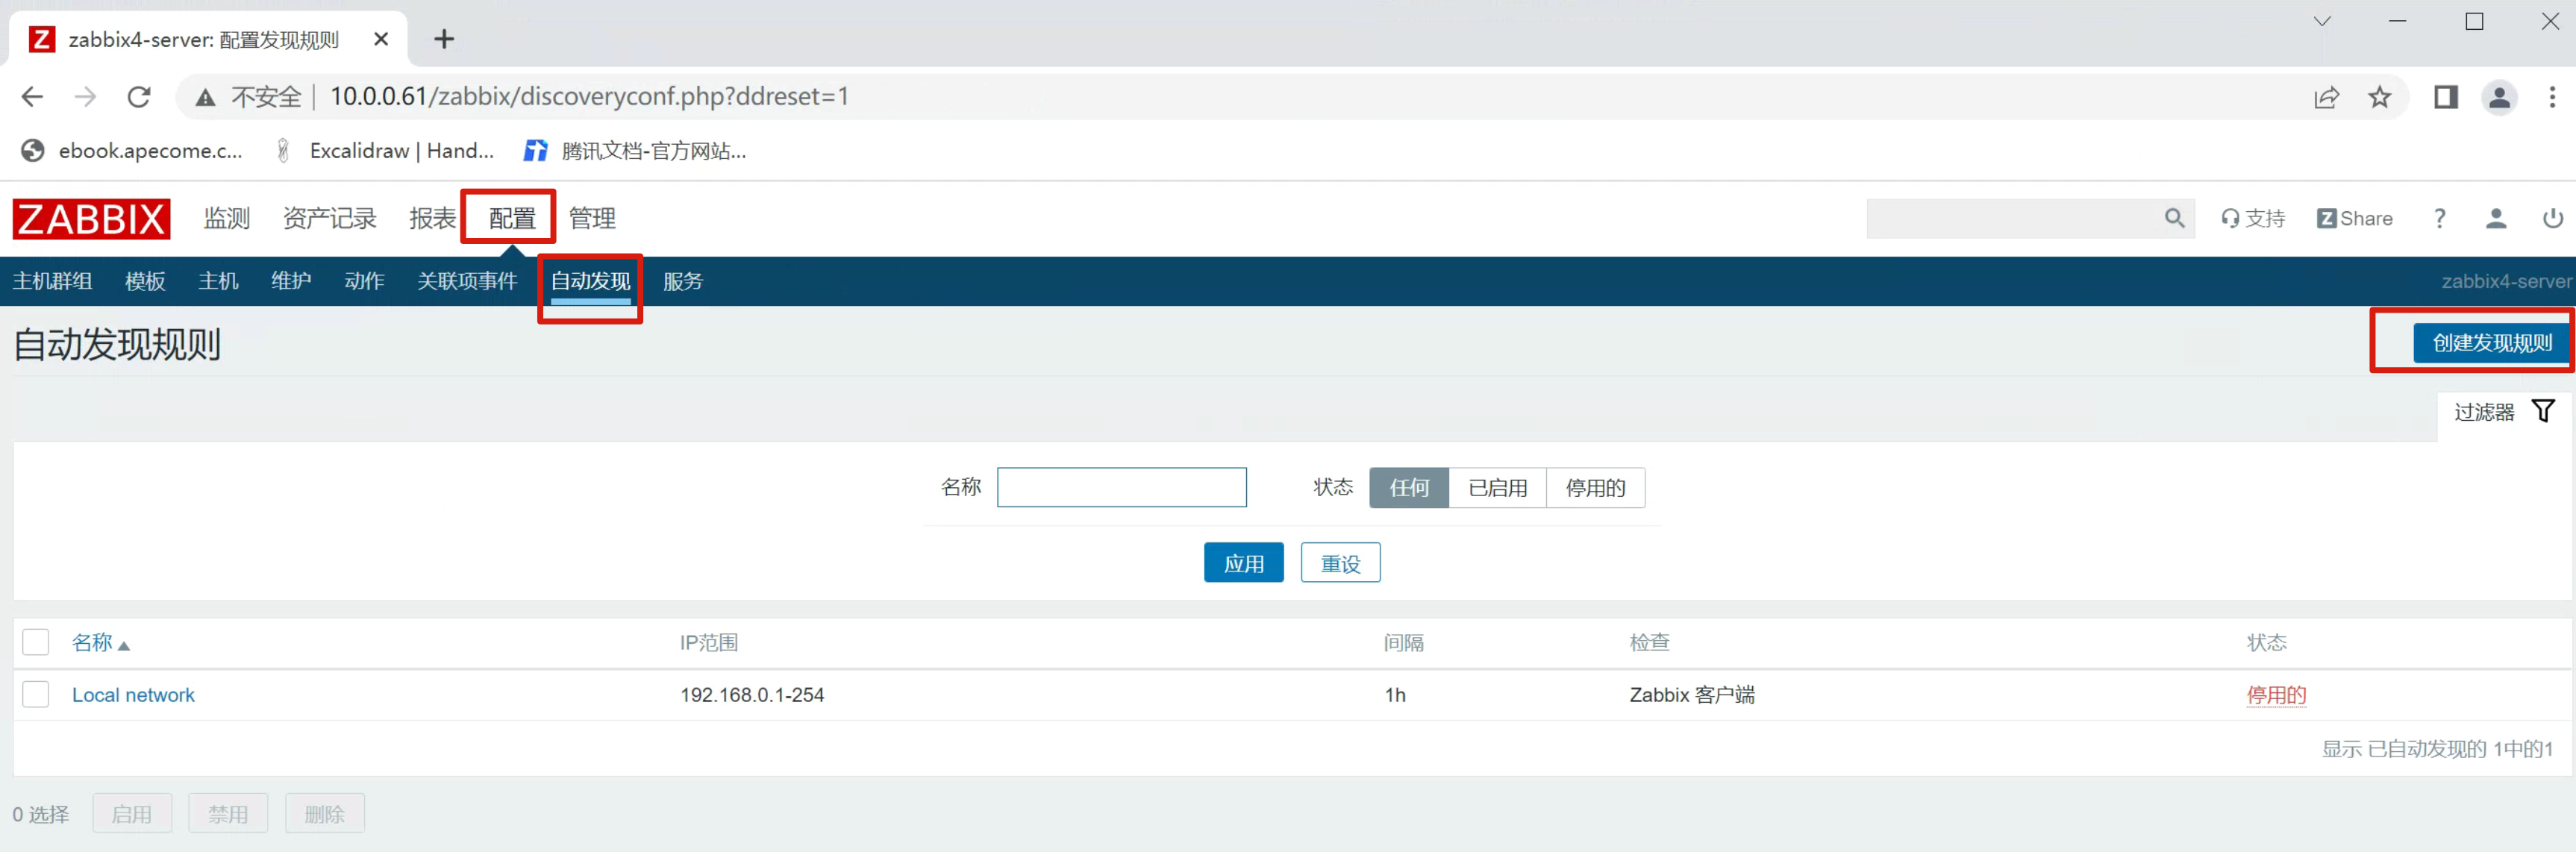 Z zabbix4-server: 配置发现规则
不安全 | 10.0.0.61/zabbix/discoveryconf.php?ddreset=1
ebook.apecome.c... Excalidraw | Hand... 腾讯文档-官方网站...
ZABBIX 监测 资产记录 报表 配置 管理 支持 Z Share ?
主机群组 模板 主机 维护 动作 关联项事件 自动发现 服务 zabbix4-server
自动发现规则 创建发现规则
过滤器
名称 状态 任何 已启用 停用的
应用 重设
名称 IP范围 间隔 检查 状态
Local network 192.168.0.1-254 1h Zabbix 客户端 停用的
显示 已自动发现的 1中的1
0 选择 启用 禁用 删除